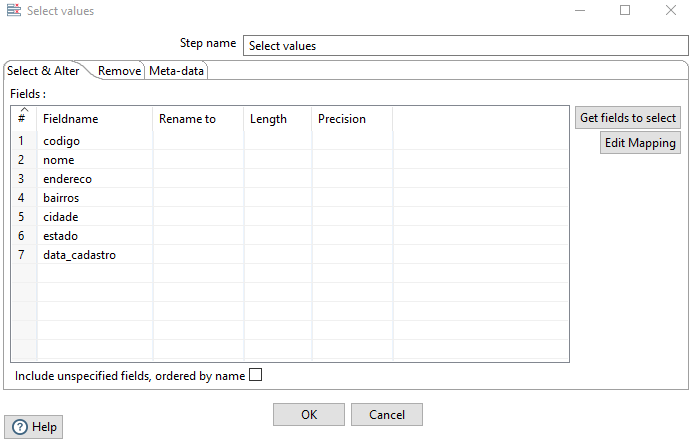 Select values
Step name Select values
Select & Alter Remove Meta-data
Fields :
# Fieldname Rename to Length Precision
1 codigo
2 nome
3 endereco
4 bairros
5 cidade
6 estado
7 data_cadastro
Get fields to select
Edit Mapping
Include unspecified fields, ordered by name
OK Cancel
Help